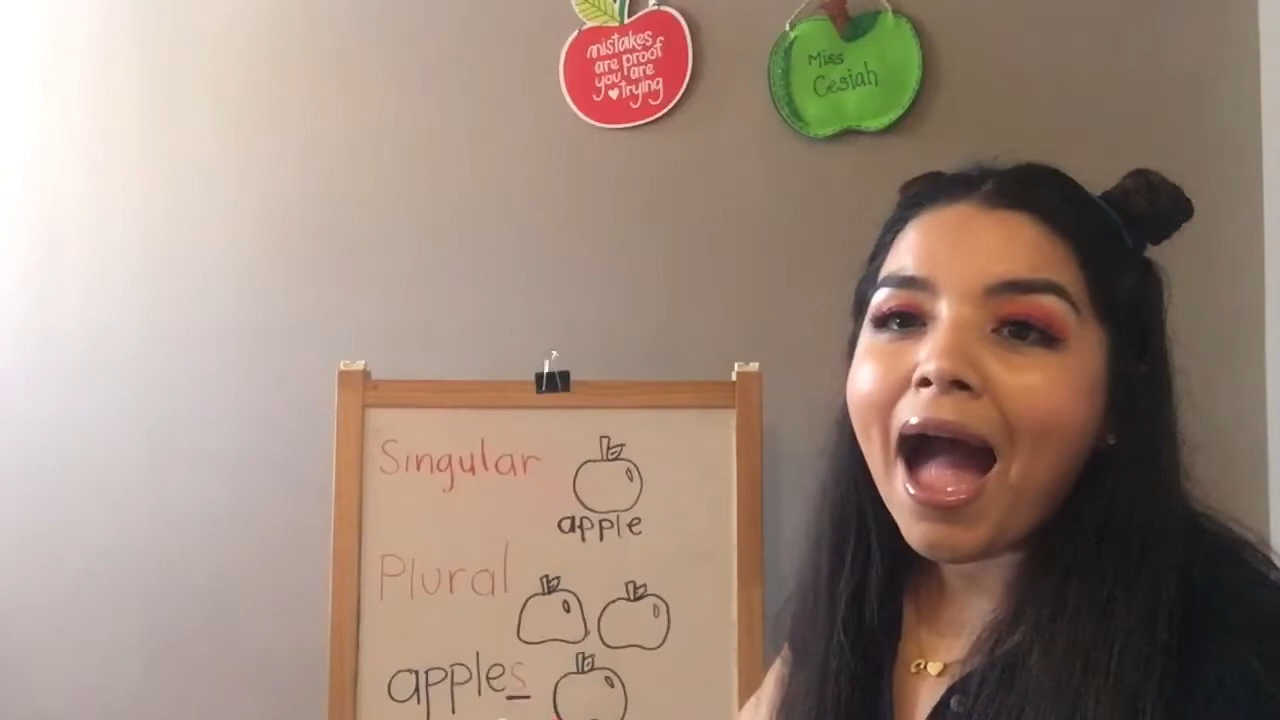 mistakes
are proof
you are
trying
Miss
Cesiah
Singular
apple
Plural
apples